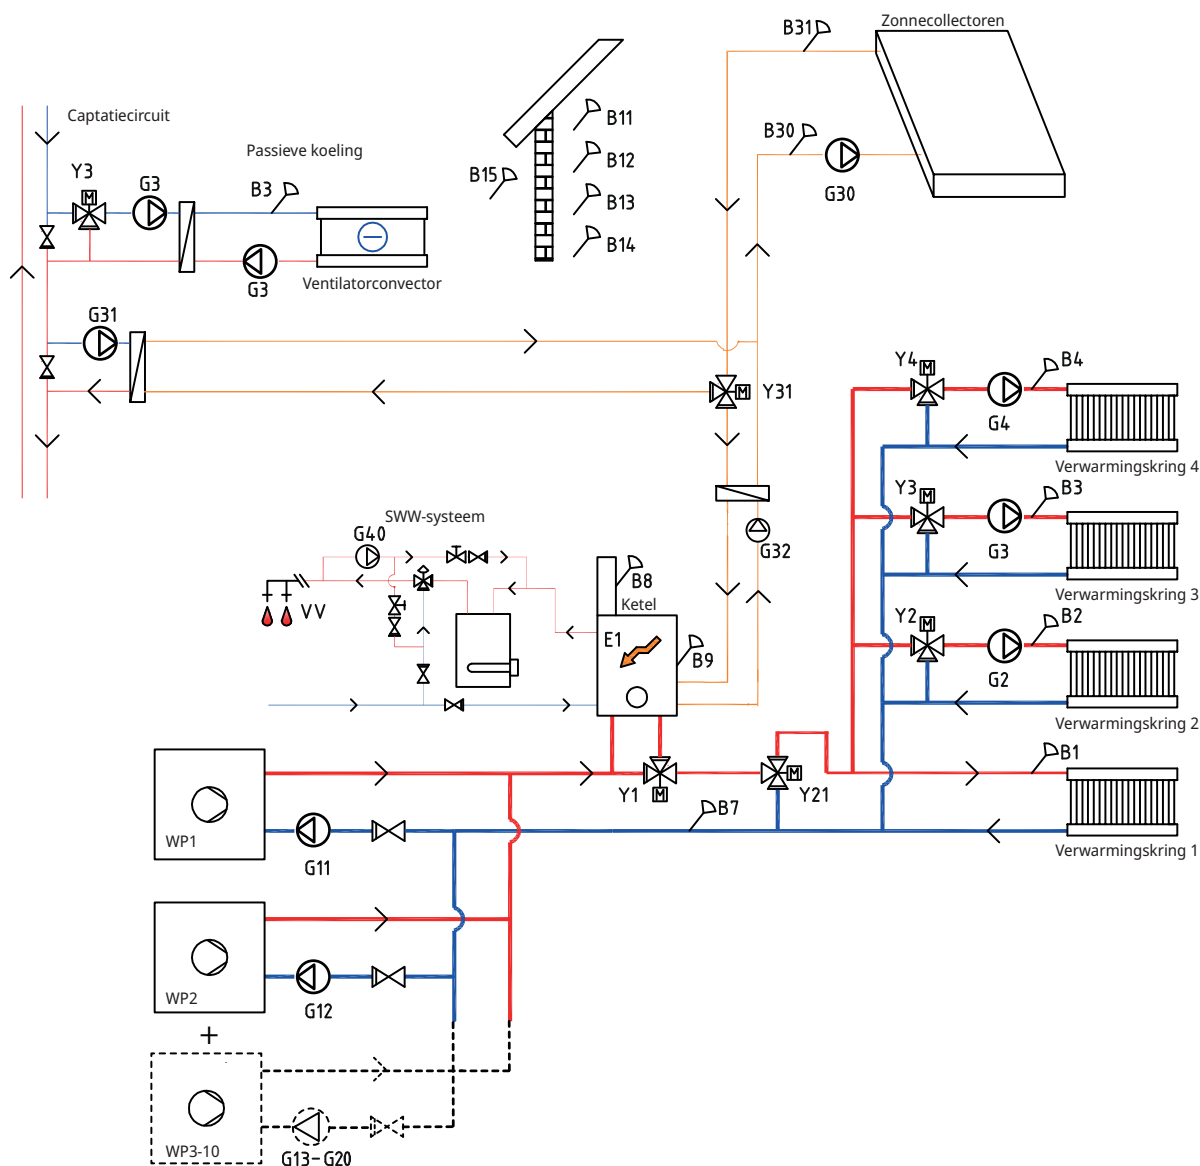 Zonnecollectoren
B31
Captatiecircuit
B11
Passieve koeling
B30
B12
Y3
G3
B3
B15
G30
B13
B14
G3
Ventilatorconvector
G31
Y31
Y4
M
B4
G4
Verwarmingskring 4
Y3
M
B3
SWW-systeem
G40
G3
G32
B8
Ketel
Verwarmingskring 3
VV
E1
Y2
M
B2
B9
G2
Verwarmingskring 2
B1
Y1
M
Y21
M
B7
WP1
G11
Verwarmingskring 1
WP2
G12
+
WP3-10
G13-G20
M
M